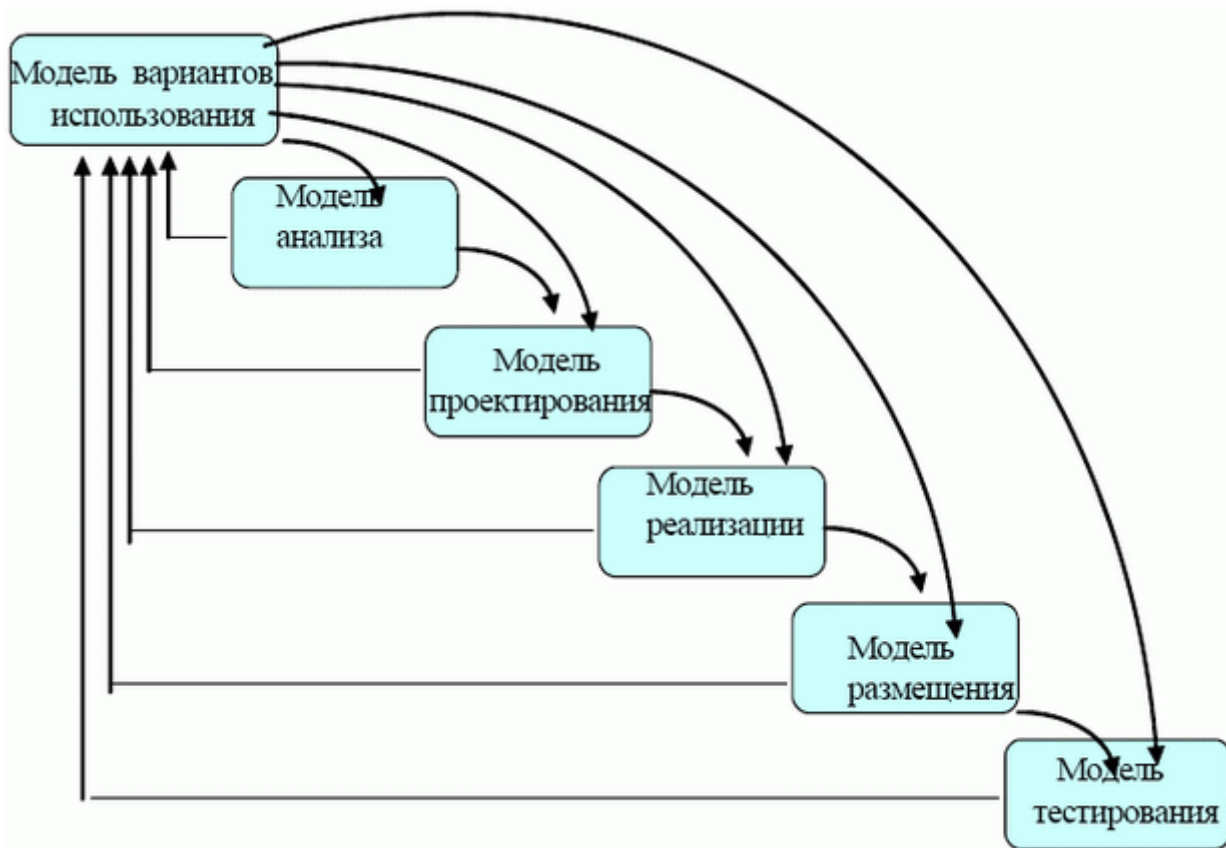 Модель вариантов
использования
Модель
анализа
Модель
проектирования
Модель
реализации
Модель
размещения
Модель
тестирования